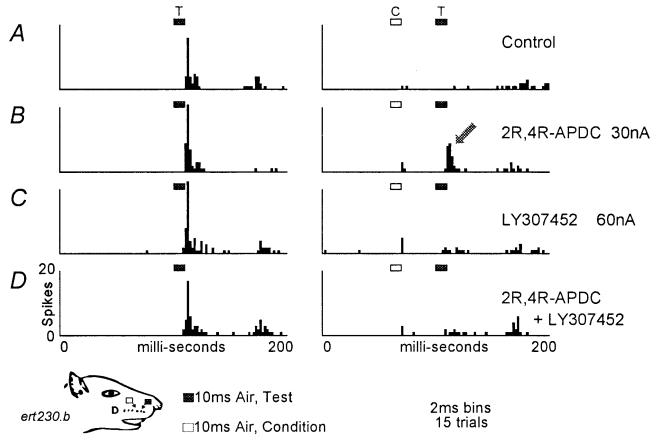 T C T
A Control
B 2R,4R-APDC 30nA
C LY307452 60nA
D 20 Spikes 0 2R,4R-APDC
+ LY307452
0 milli-seconds 200 milli-seconds 200
D
ert230.b
10ms Air, Test
10ms Air, Condition
2ms bins
15 trials